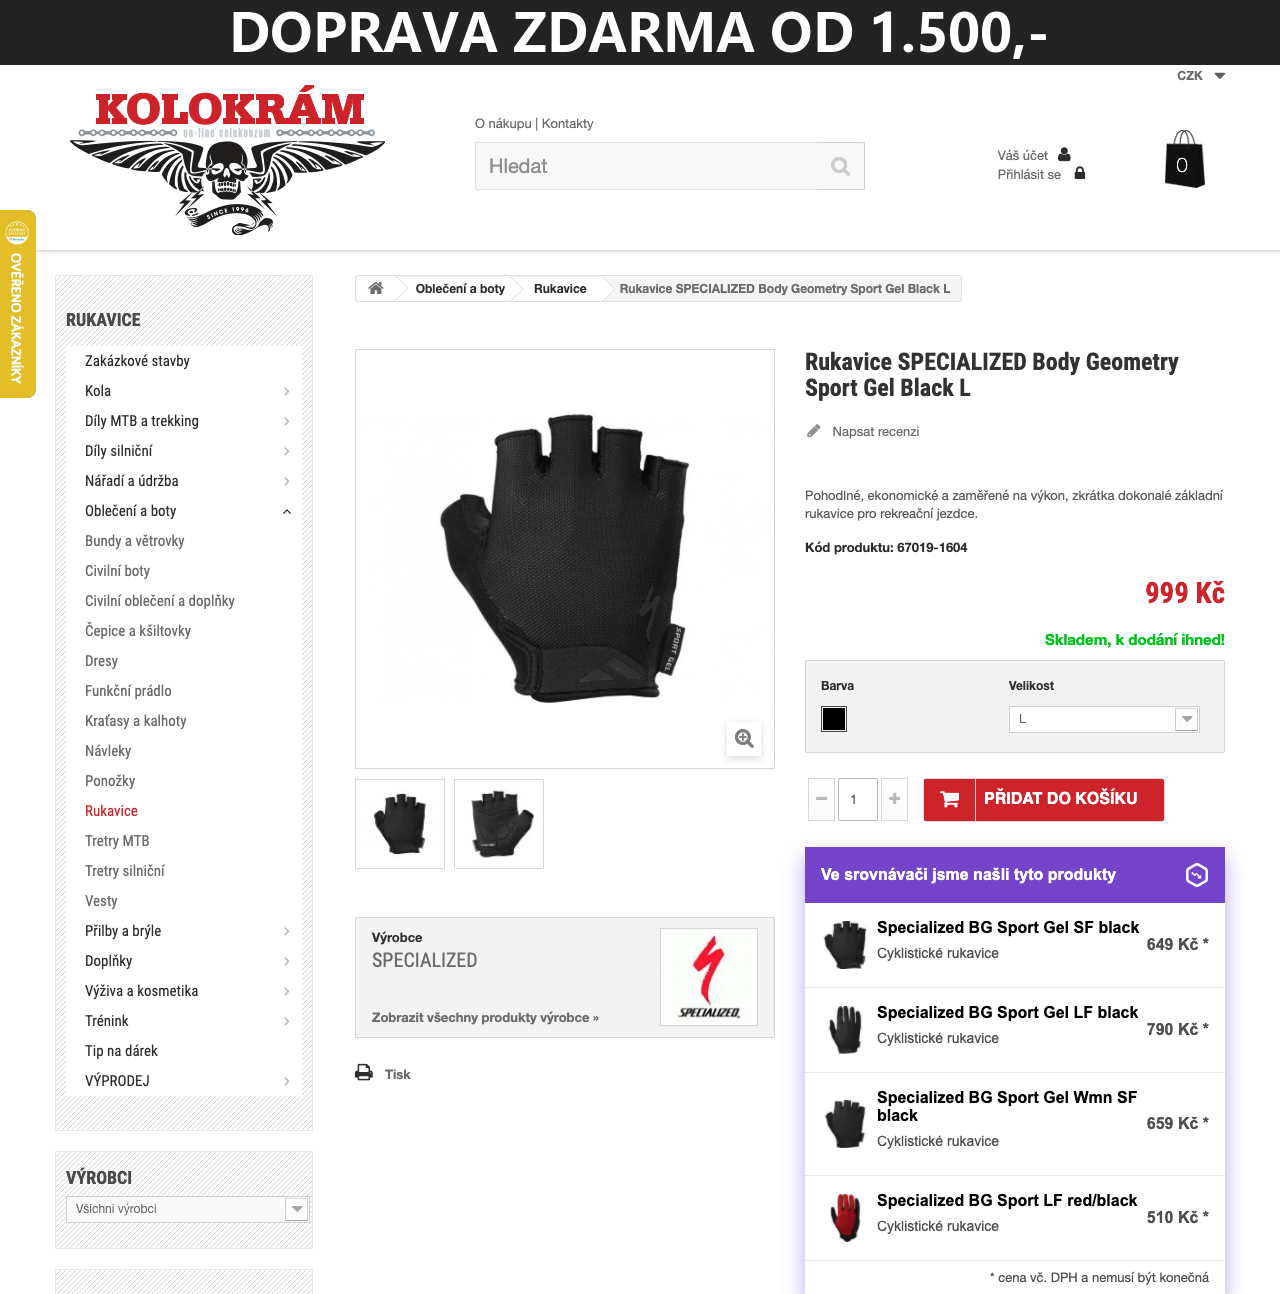 DOPRAVA ZDARMA OD 1.500,-
CZK
KOLOKRÁM
on-line velokonzum
SINCE 1996
O nákupu | Kontakty
Hledat
Váš účet
Přihlásit se
0
OVĚŘENO ZÁKAZNÍKY
RUKAVICE
Zakázkové stavby
Kola
Díly MTB a trekking
Díly silniční
Nářadí a údržba
Oblečení a boty
Bundy a větrovky
Civilní boty
Civilní oblečení a doplňky
Čepice a kšiltovky
Dresy
Funkční prádlo
Kraťasy a kalhoty
Návleky
Ponožky
Rukavice
Tretry MTB
Tretry silniční
Vesty
Přilby a brýle
Doplňky
Výživa a kosmetika
Trénink
Tip na dárek
VÝPRODEJ
VÝROBCI
Všichni výrobci
Oblečení a boty
Rukavice
Rukavice SPECIALIZED Body Geometry Sport Gel Black L
SPORT GEL
Výrobce
SPECIALIZED
Zobrazit všechny produkty výrobce »
SPECIALIZED
Tisk
Rukavice SPECIALIZED Body Geometry
Sport Gel Black L
Napsat recenzi
Pohodlné, ekonomické a zaměřené na výkon, zkrátka dokonalé základní
rukavice pro rekreační jezdce.
Kód produktu: 67019-1604
999 Kč
Skladem, k dodání ihned!
Barva
Velikost
L
1
PŘIDAT DO KOŠÍKU
Ve srovnávači jsme našli tyto produkty
Specialized BG Sport Gel SF black
Cyklistické rukavice
649 Kč *
Specialized BG Sport Gel LF black
Cyklistické rukavice
790 Kč *
Specialized BG Sport Gel Wmn SF
black
Cyklistické rukavice
659 Kč *
Specialized BG Sport LF red/black
Cyklistické rukavice
510 Kč *
* cena vč. DPH a nemusí být konečná